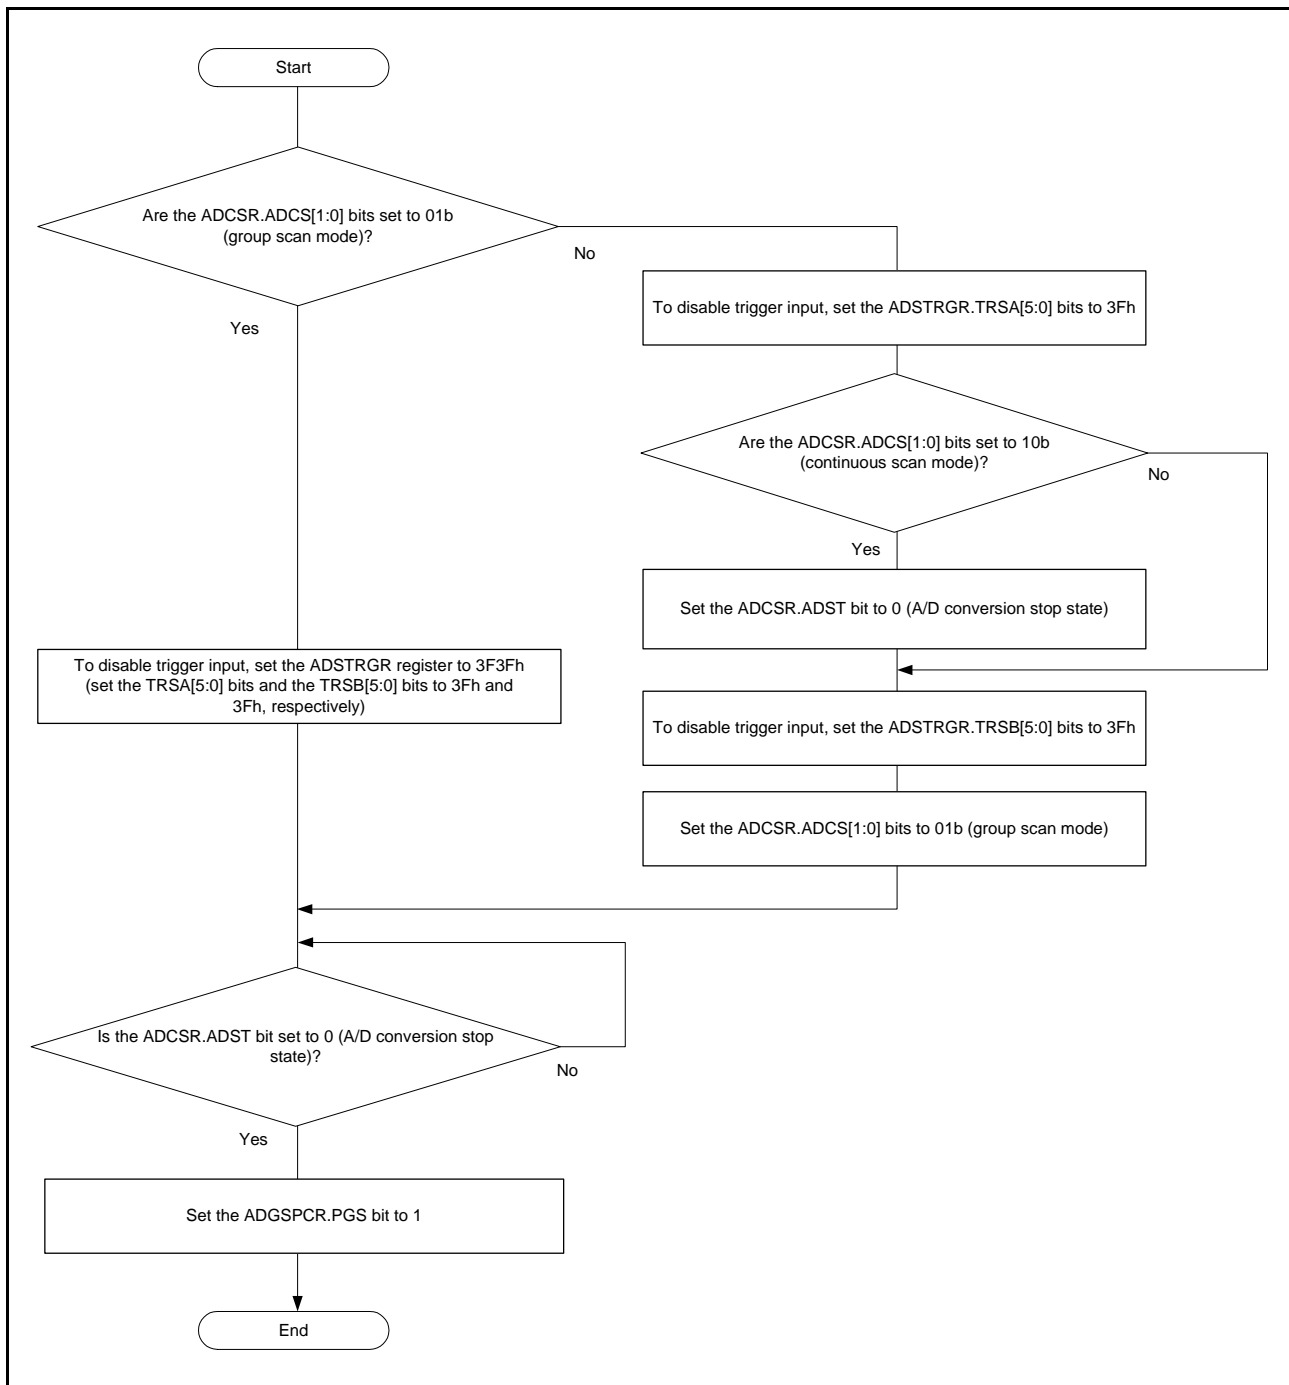 Start
Are the ADCSR.ADCS[1:0] bits set to 01b
(group scan mode)?
No
Yes
To disable trigger input, set the ADSTRGR.TRSA[5:0] bits to 3Fh
Are the ADCSR.ADCS[1:0] bits set to 10b
(continuous scan mode)?
No
Yes
Set the ADCSR.ADST bit to 0 (A/D conversion stop state)
To disable trigger input, set the ADSTRGR register to 3F3Fh
(set the TRSA[5:0] bits and the TRSB[5:0] bits to 3Fh and
3Fh, respectively)
To disable trigger input, set the ADSTRGR.TRSB[5:0] bits to 3Fh
Set the ADCSR.ADCS[1:0] bits to 01b (group scan mode)
Is the ADCSR.ADST bit set to 0 (A/D conversion stop
state)?
No
Yes
Set the ADGSPCR.PGS bit to 1
End